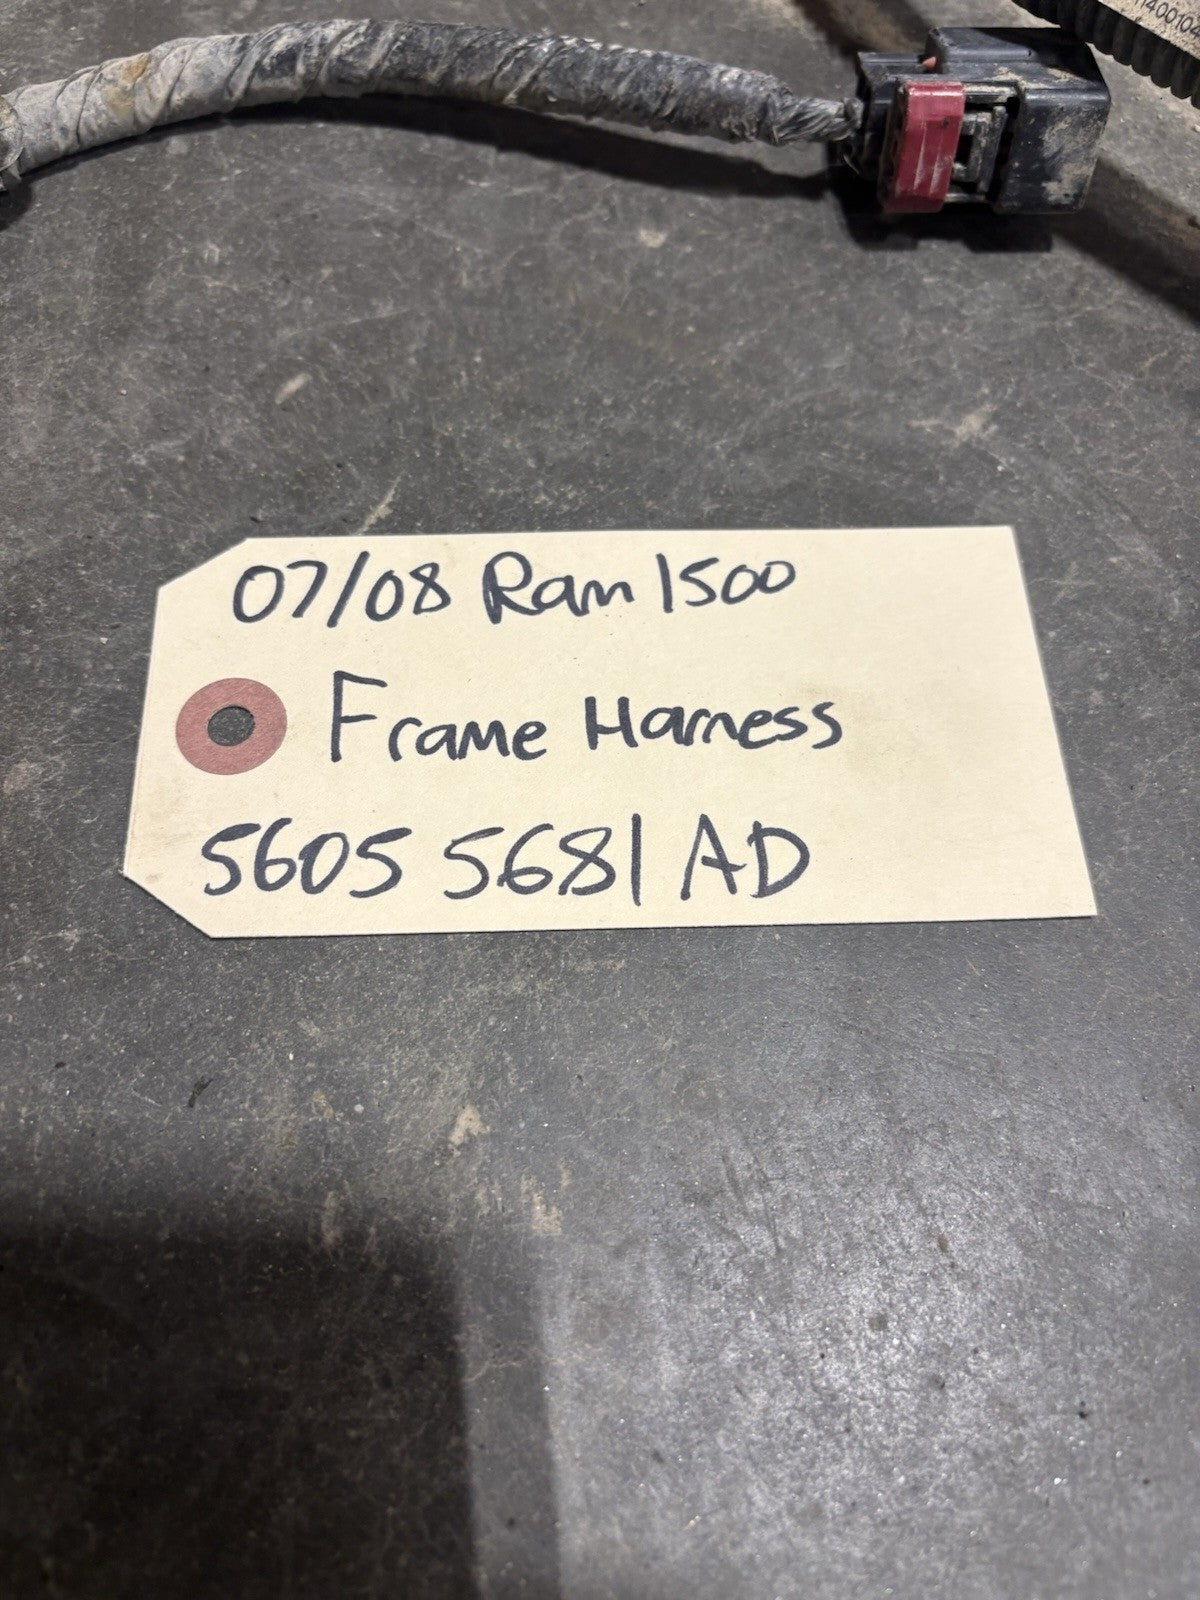 07/08 Ram 1500
Frame Harness
5605 5681 AD